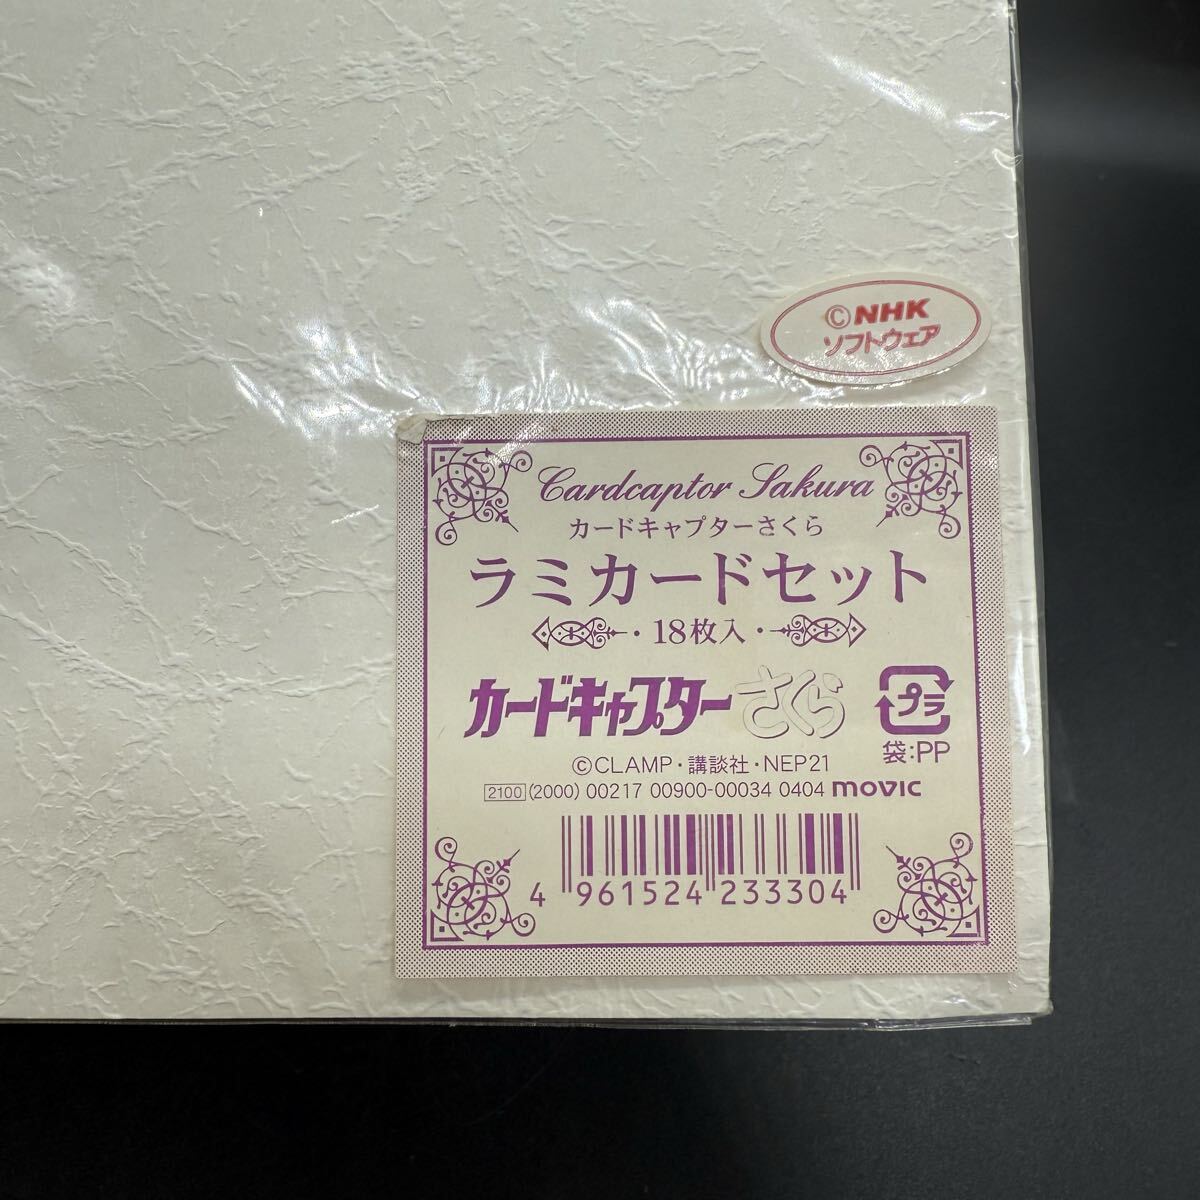 ©NHK
ソフトウェア
Cardcaptor Sakura
カードキャプターさくら
ラミカードセット
・18枚入・
カードキャプターさくら
プラ
袋:PP
©CLAMP・講談社・NEP21
2100 (2000) 00217 00900-00034 0404 movic
4 961524 233304